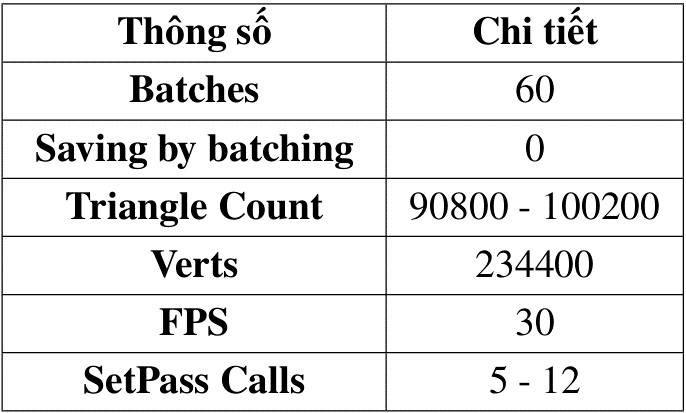 Thông số Chi tiết
Batches 60
Saving by batching 0
Triangle Count 90800 - 100200
Verts 234400
FPS 30
SetPass Calls 5 - 12